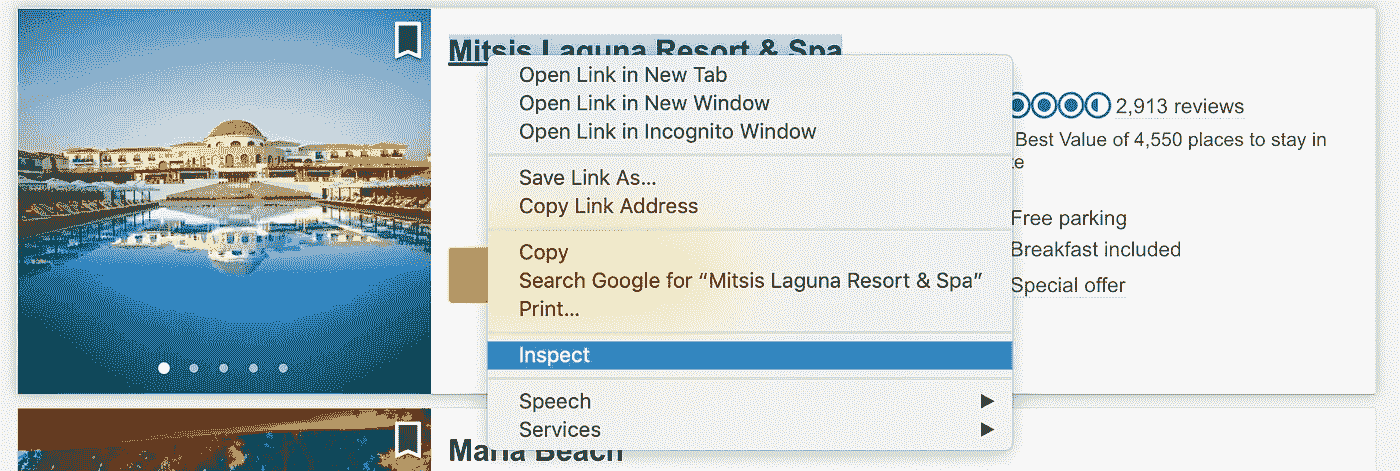 Mitsis Laguna Resort & Spa
Open Link in New Tab
Open Link in New Window
Open Link in Incognito Window
Save Link As...
Copy Link Address
Copy
Search Google for “Mitsis Laguna Resort & Spa”
Print...
Inspect
Speech
Services
2,913 reviews
Best Value of 4,550 places to stay in
Free parking
Breakfast included
Special offer
Maria Beach